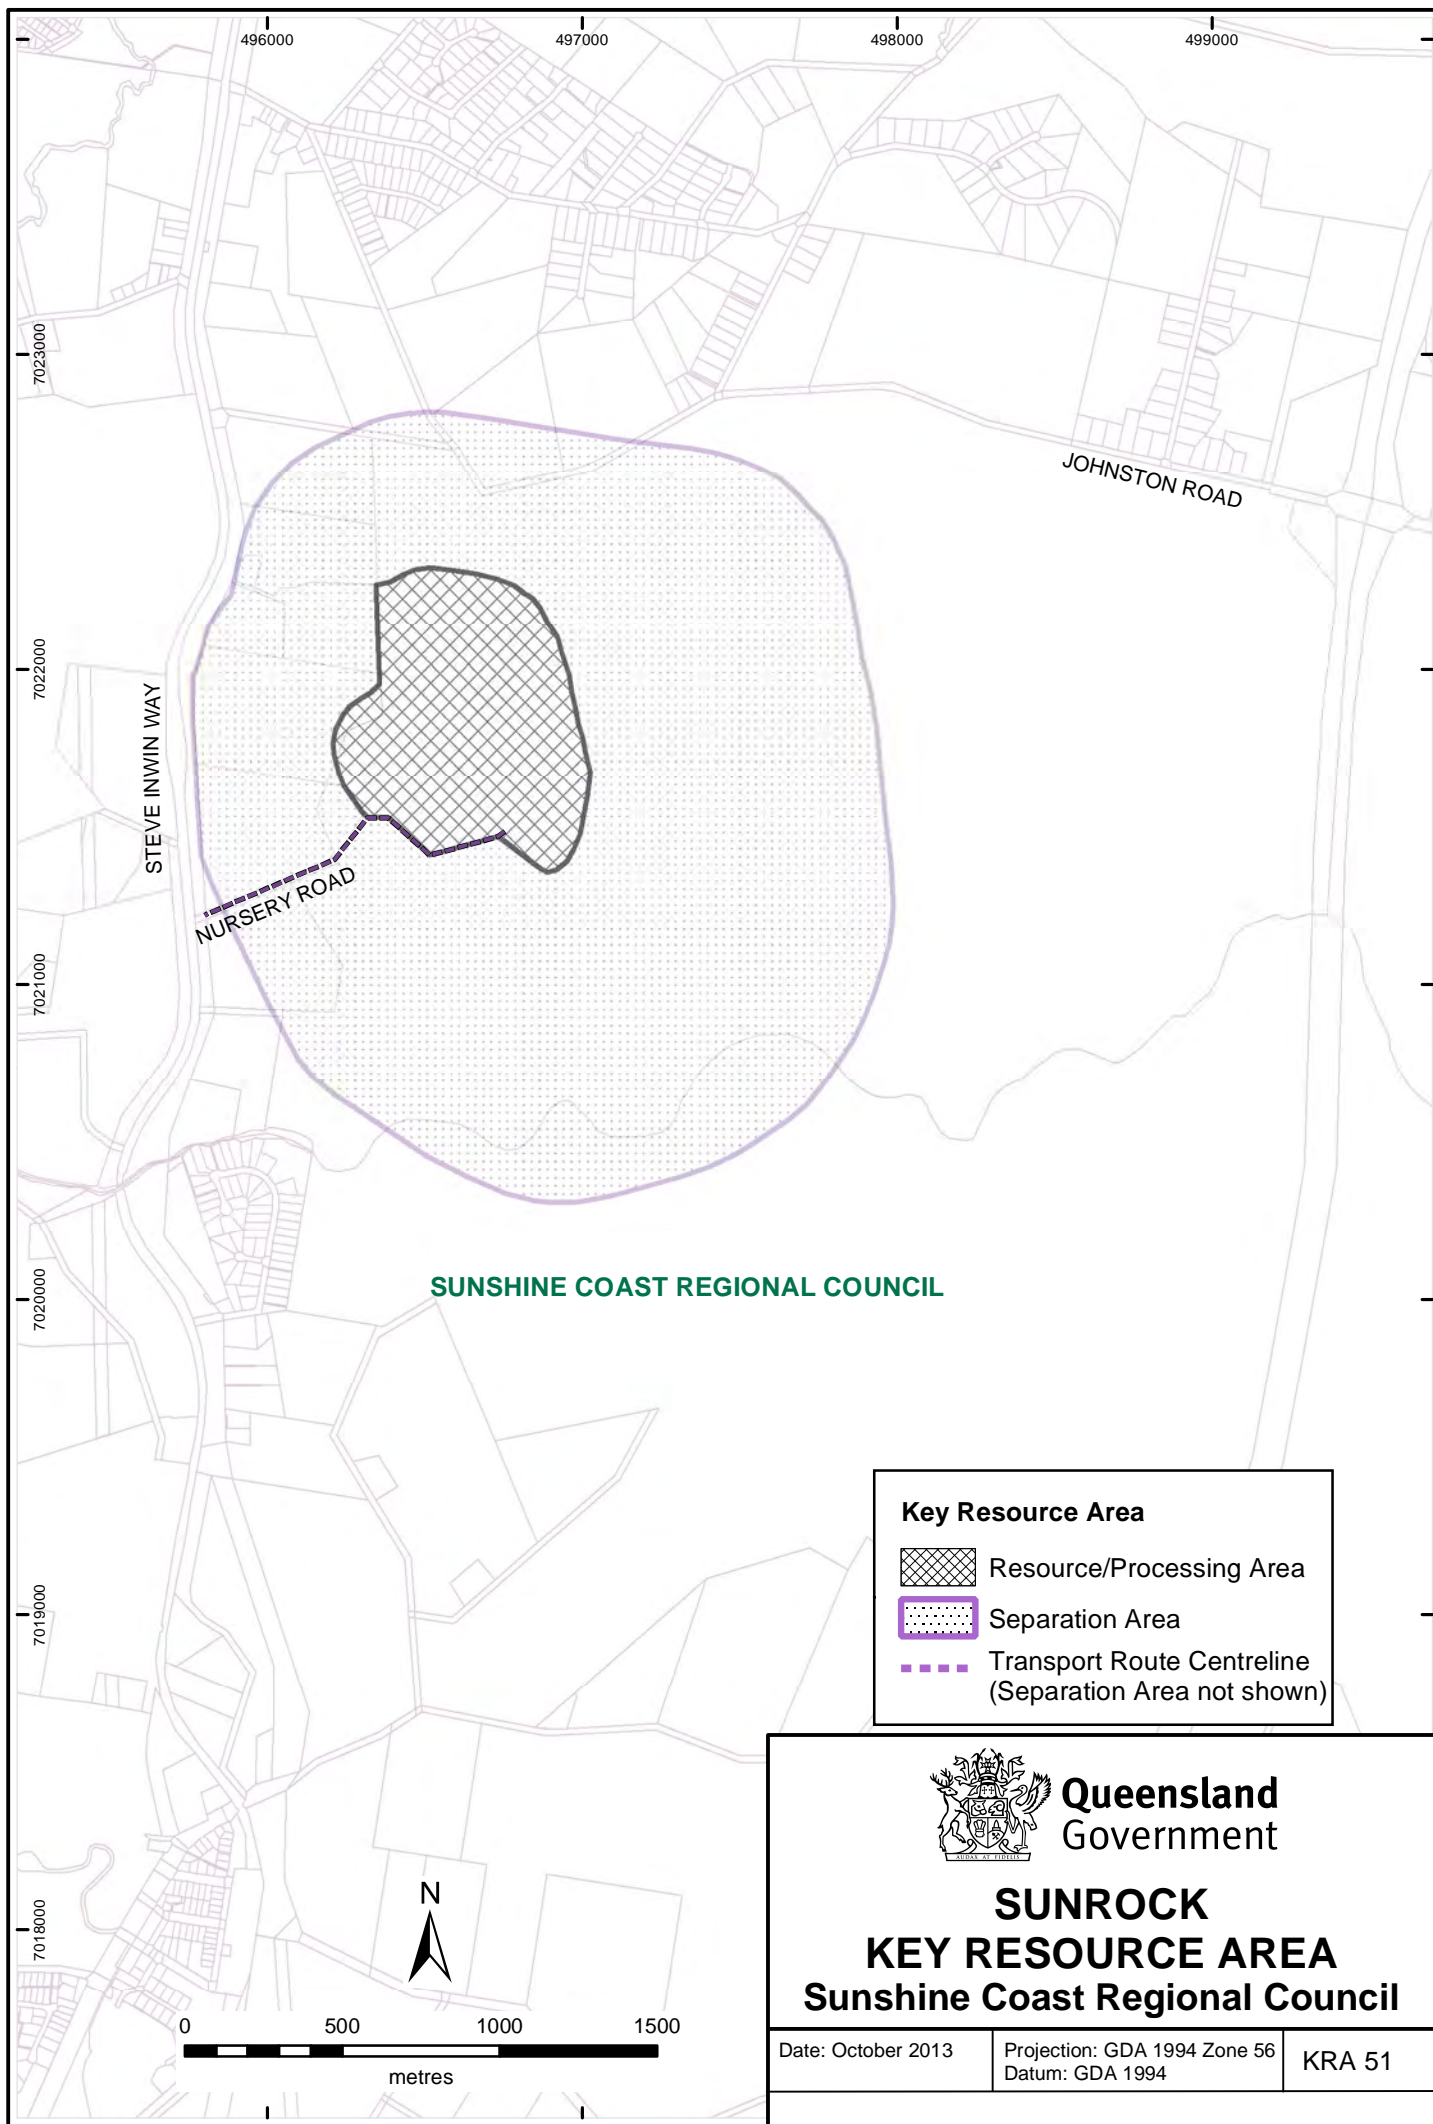 496000
497000
498000
499000
7023000
7022000
7021000
7020000
7019000
7018000
JOHNSTON ROAD
STEVE INWIN WAY
NURSERY ROAD
SUNSHINE COAST REGIONAL COUNCIL
Key Resource Area
Resource/Processing Area
Separation Area
Transport Route Centreline
(Separation Area not shown)
AUDAX AT FIDELIS
Queensland
Government
SUNROCK
KEY RESOURCE AREA
Sunshine Coast Regional Council
Date: October 2013
Projection: GDA 1994 Zone 56
Datum: GDA 1994
KRA 51
N
0 500 1000 1500
metres